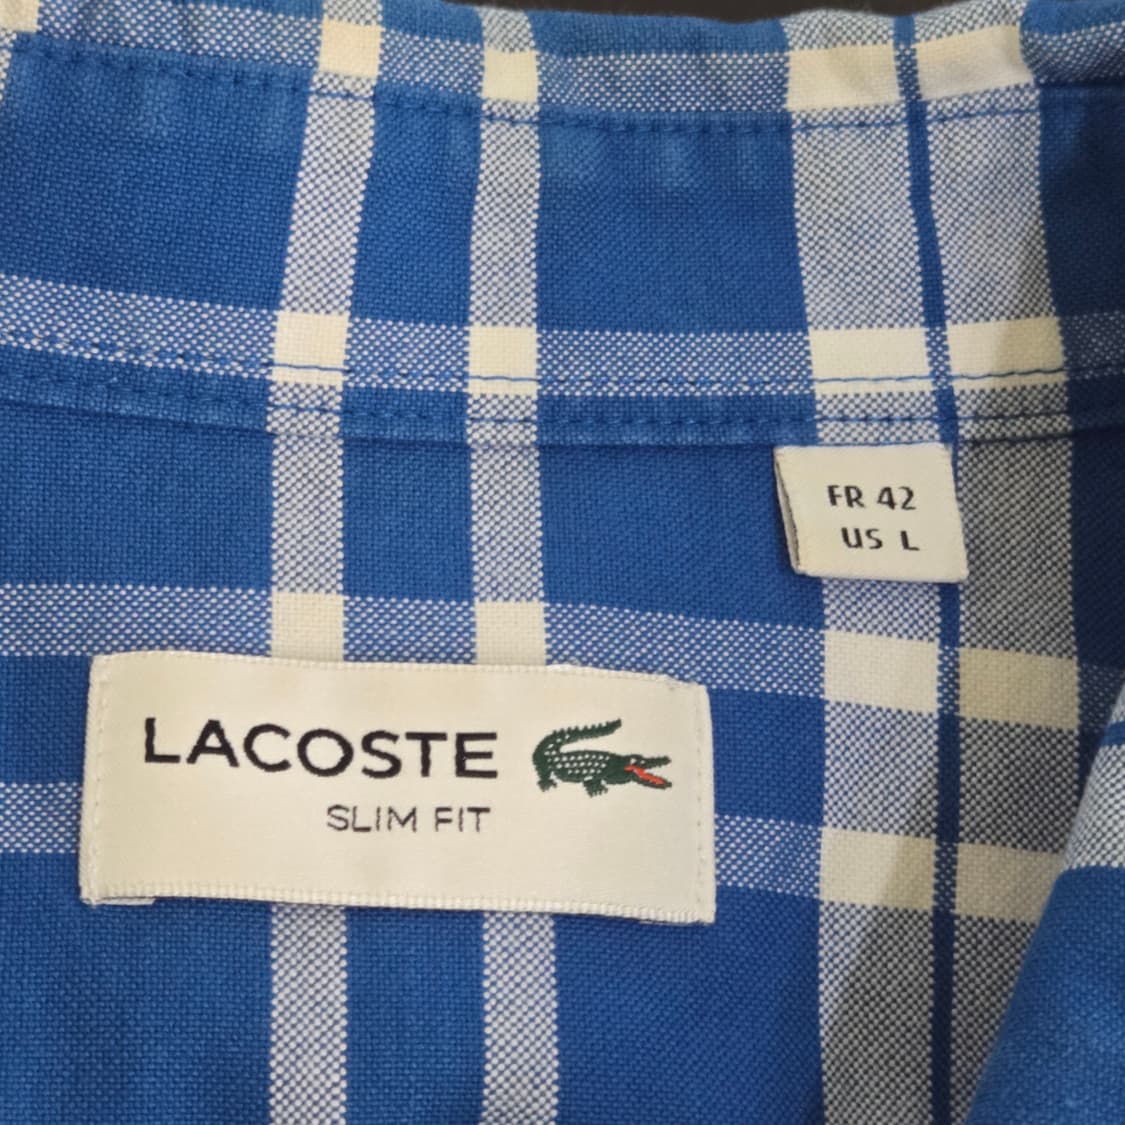 FR 42
US L
LACOSTE
SLIM FIT